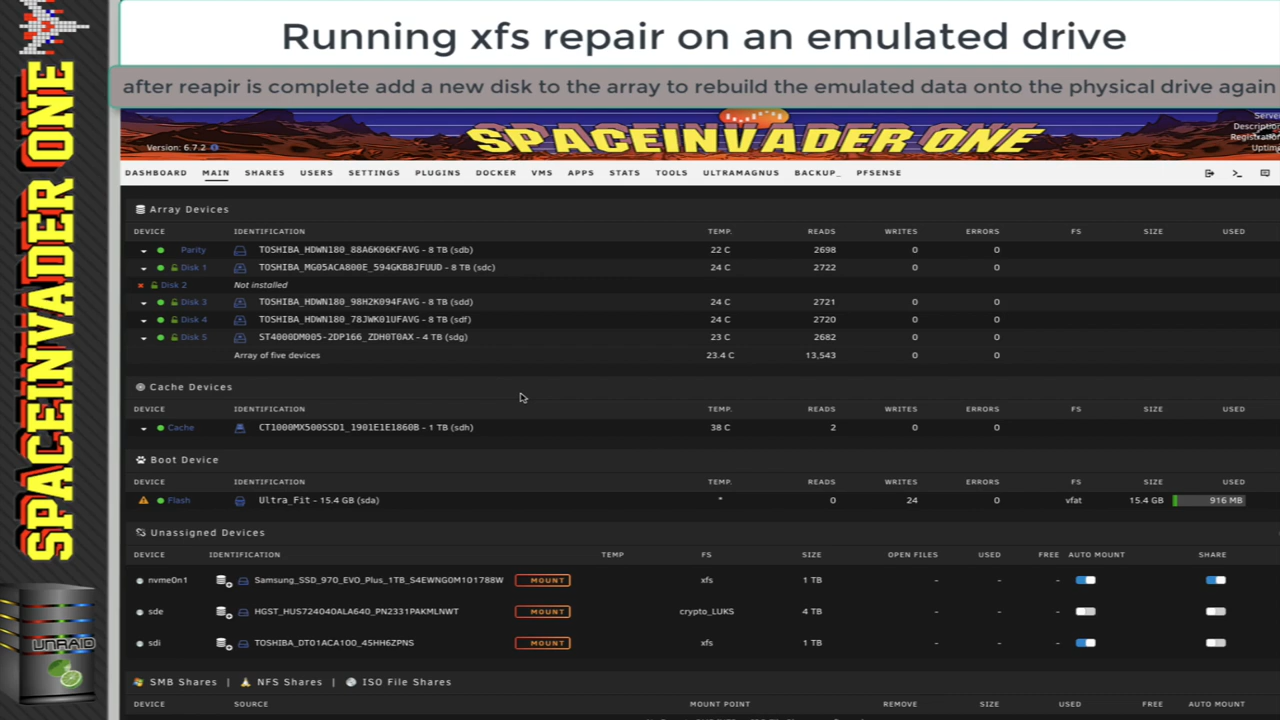 Running xfs repair on an emulated drive
after reapir is complete add a new disk to the array to rebuild the emulated data onto the physical drive again
SPACEINVADER ONE
UNRAID
SPACEINVADER ONE
Version: 6.7.2
Server
Description
Registration
Uptime
DASHBOARD MAIN SHARES USERS SETTINGS PLUGINS DOCKER VMS APPS STATS TOOLS ULTRAMAGNUS BACKUP_ PFSENSE
Array Devices
DEVICE IDENTIFICATION TEMP. READS WRITES ERRORS FS SIZE USED
Parity TOSHIBA_HDWN180_88A6K06KFAVG - 8 TB (sdb) 22 C 2698 0 0
Disk 1 TOSHIBA_MG05ACA800E_594GKB8JFUUD - 8 TB (sdc) 24 C 2722 0 0
Disk 2 Not installed
Disk 3 TOSHIBA_HDWN180_98H2K094FAVG - 8 TB (sdd) 24 C 2721 0 0
Disk 4 TOSHIBA_HDWN180_78JWK01UFAVG - 8 TB (sdf) 24 C 2720 0 0
Disk 5 ST4000DM005-2DP166_ZDH0T0AX - 4 TB (sdg) 23 C 2682 0 0
Array of five devices 23.4 C 13,543 0 0
Cache Devices
DEVICE IDENTIFICATION TEMP. READS WRITES ERRORS FS SIZE USED
Cache CT1000MX500SSD1_1901E1E1860B - 1 TB (sdh) 38 C 2 0 0
Boot Device
DEVICE IDENTIFICATION TEMP. READS WRITES ERRORS FS SIZE USED
Flash Ultra_Fit - 15.4 GB (sda) * 0 24 0 vfat 15.4 GB 916 MB
Unassigned Devices
DEVICE IDENTIFICATION TEMP FS SIZE OPEN FILES USED FREE AUTO MOUNT SHARE
nvme0n1 Samsung_SSD_970_EVO_Plus_1TB_S4EWNG0M101788W MOUNT xfs 1 TB - - -
sde HGST_HUS724040ALA640_PN2331PAKMLNWT MOUNT crypto_LUKS 4 TB - - -
sdi TOSHIBA_DT01ACA100_45HH6ZPNS MOUNT xfs 1 TB - - -
SMB Shares | NFS Shares | ISO File Shares
DEVICE SOURCE MOUNT POINT REMOVE SIZE USED FREE AUTO MOUNT